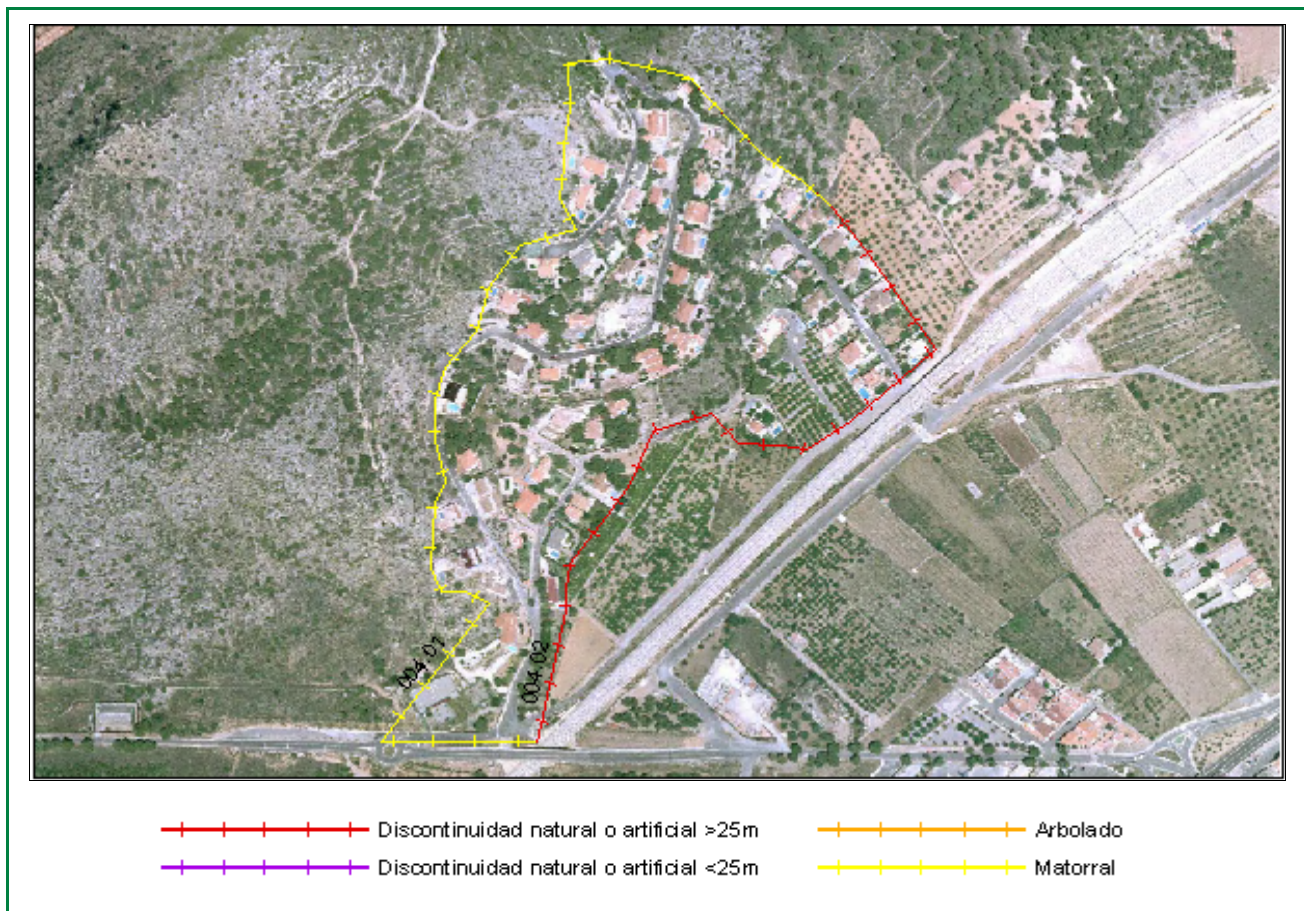 004.01
004.02
Discontinuidad natural o artificial >25m
Arbolado
Discontinuidad natural o artificial <25m
Matorral